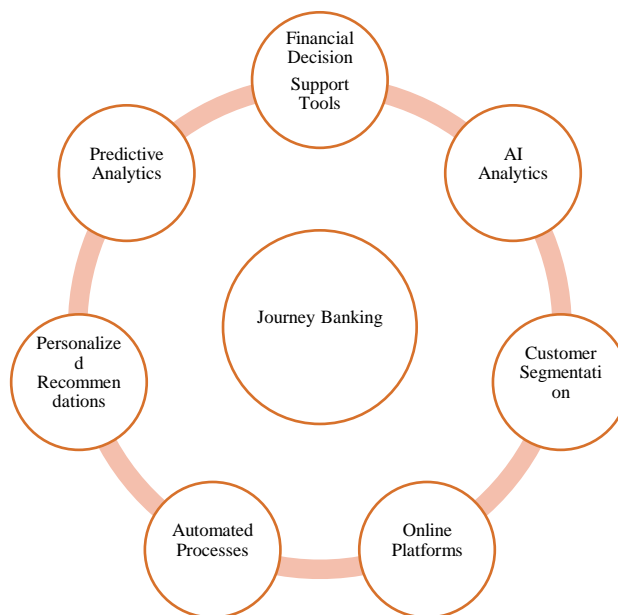 Financial
Decision
Support
Tools
AI
Analytics
Customer
Segmentati
on
Online
Platforms
Automated
Processes
Personalize
d
Recommen
dations
Predictive
Analytics
Journey Banking